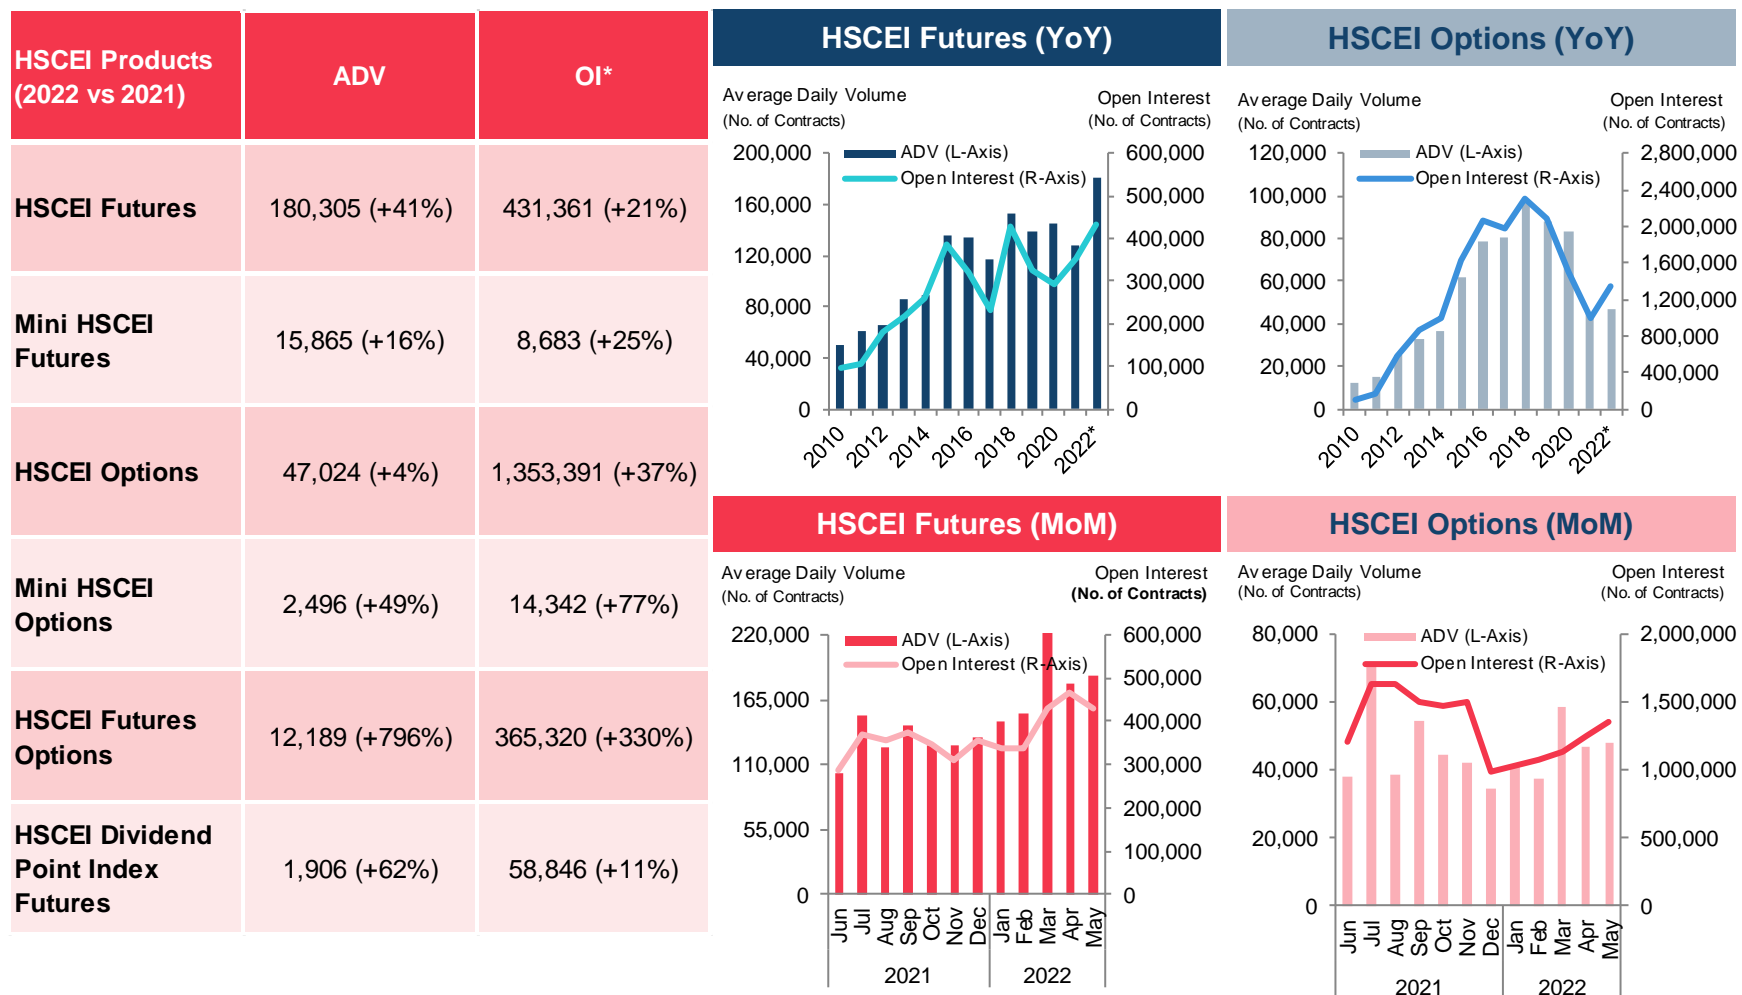 HSCEI Products
(2022 vs 2021)
ADV
OI*
HSCEI Futures
180,305 (+41%)
431,361 (+21%)
Mini HSCEI
Futures
15,865 (+16%)
8,683 (+25%)
HSCEI Options
47,024 (+4%)
1,353,391 (+37%)
Mini HSCEI
Options
2,496 (+49%)
14,342 (+77%)
HSCEI Futures
Options
12,189 (+796%)
365,320 (+330%)
HSCEI Dividend
Point Index
Futures
1,906 (+62%)
58,846 (+11%)
HSCEI Futures (YoY)
Average Daily Volume
(No. of Contracts)
Open Interest
(No. of Contracts)
ADV (L-Axis)
Open Interest (R-Axis)
200,000
160,000
120,000
80,000
40,000
0
600,000
500,000
400,000
300,000
200,000
100,000
0
2010
2012
2014
2016
2018
2020
2022*
HSCEI Options (YoY)
Average Daily Volume
(No. of Contracts)
Open Interest
(No. of Contracts)
ADV (L-Axis)
Open Interest (R-Axis)
120,000
100,000
80,000
60,000
40,000
20,000
0
2,800,000
2,400,000
2,000,000
1,600,000
1,200,000
800,000
400,000
0
2010
2012
2014
2016
2018
2020
2022*
HSCEI Futures (MoM)
Average Daily Volume
(No. of Contracts)
Open Interest
(No. of Contracts)
ADV (L-Axis)
Open Interest (R-Axis)
220,000
165,000
110,000
55,000
0
600,000
500,000
400,000
300,000
200,000
100,000
0
Jun
Jul
Aug
Sep
Oct
Nov
Dec
Jan
Feb
Mar
Apr
May
2021
2022
HSCEI Options (MoM)
Average Daily Volume
(No. of Contracts)
Open Interest
(No. of Contracts)
ADV (L-Axis)
Open Interest (R-Axis)
80,000
60,000
40,000
20,000
0
2,000,000
1,500,000
1,000,000
500,000
0
Jun
Jul
Aug
Sep
Oct
Nov
Dec
Jan
Feb
Mar
Apr
May
2021
2022